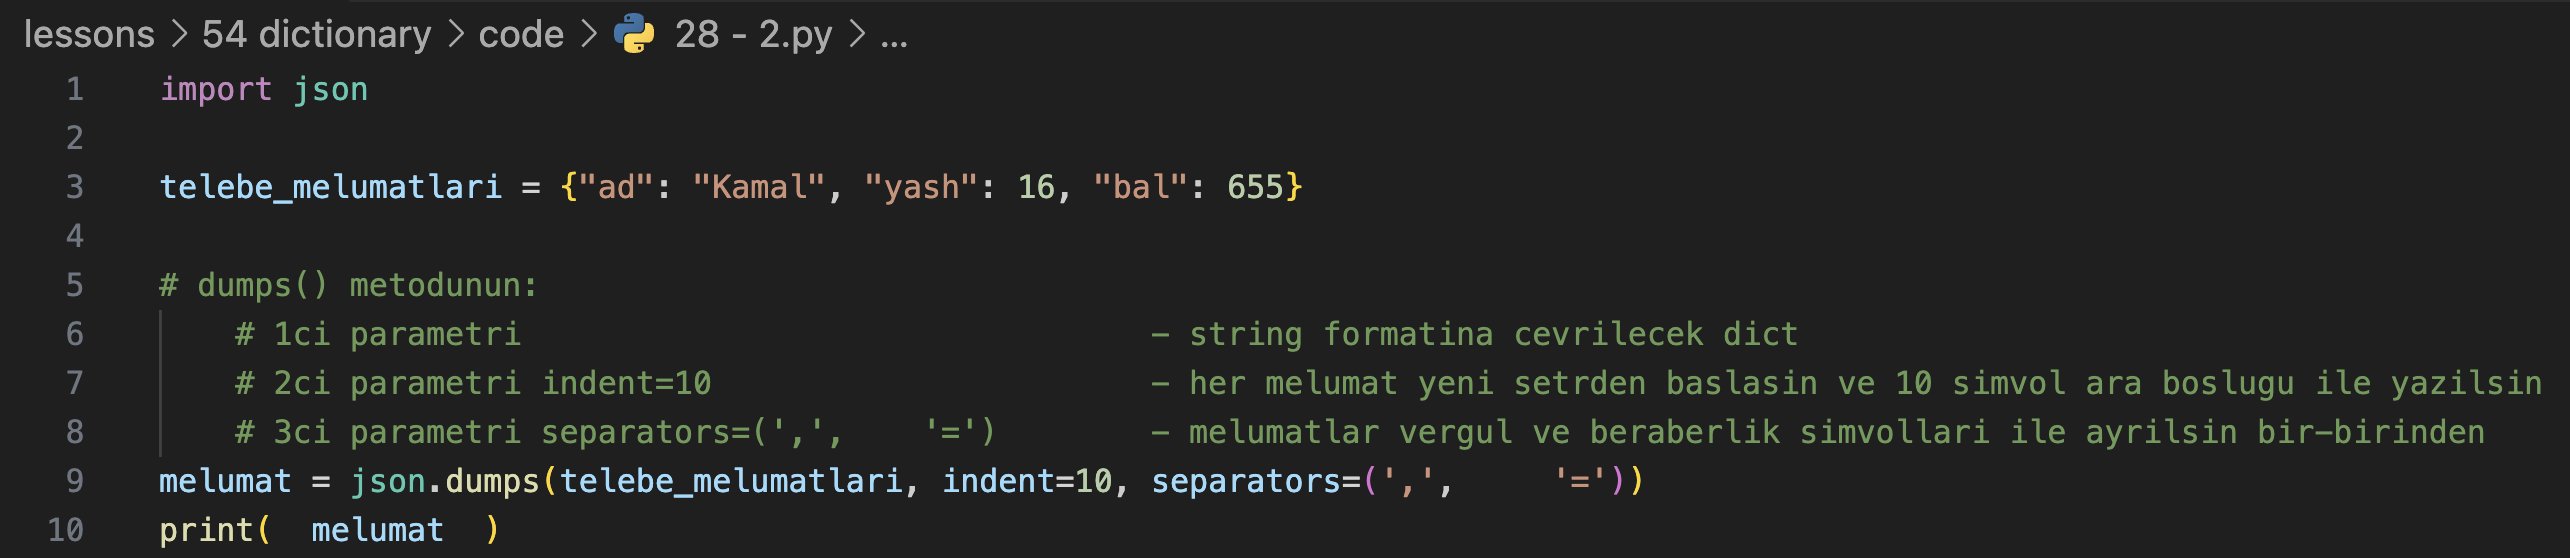 lessons > 54 dictionary > code > 28 - 2.py > ...
1 import json
2
3 telebe_melumatlari = {"ad": "Kamal", "yash": 16, "bal": 655}
4
5 # dumps() metodunun:
6     # 1ci parametri                                 - string formatina cevrilecek dict
7     # 2ci parametri indent=10                       - her melumat yeni setrden baslasin ve 10 simvol ara boslugu ile yazilsin
8     # 3ci parametri separators=(',',    '=')        - melumatlar vergul ve beraberlik simvollari ile ayrilsin bir-birinden
9 melumat = json.dumps(telebe_melumatlari, indent=10, separators=(',',     '='))
10 print(  melumat  )